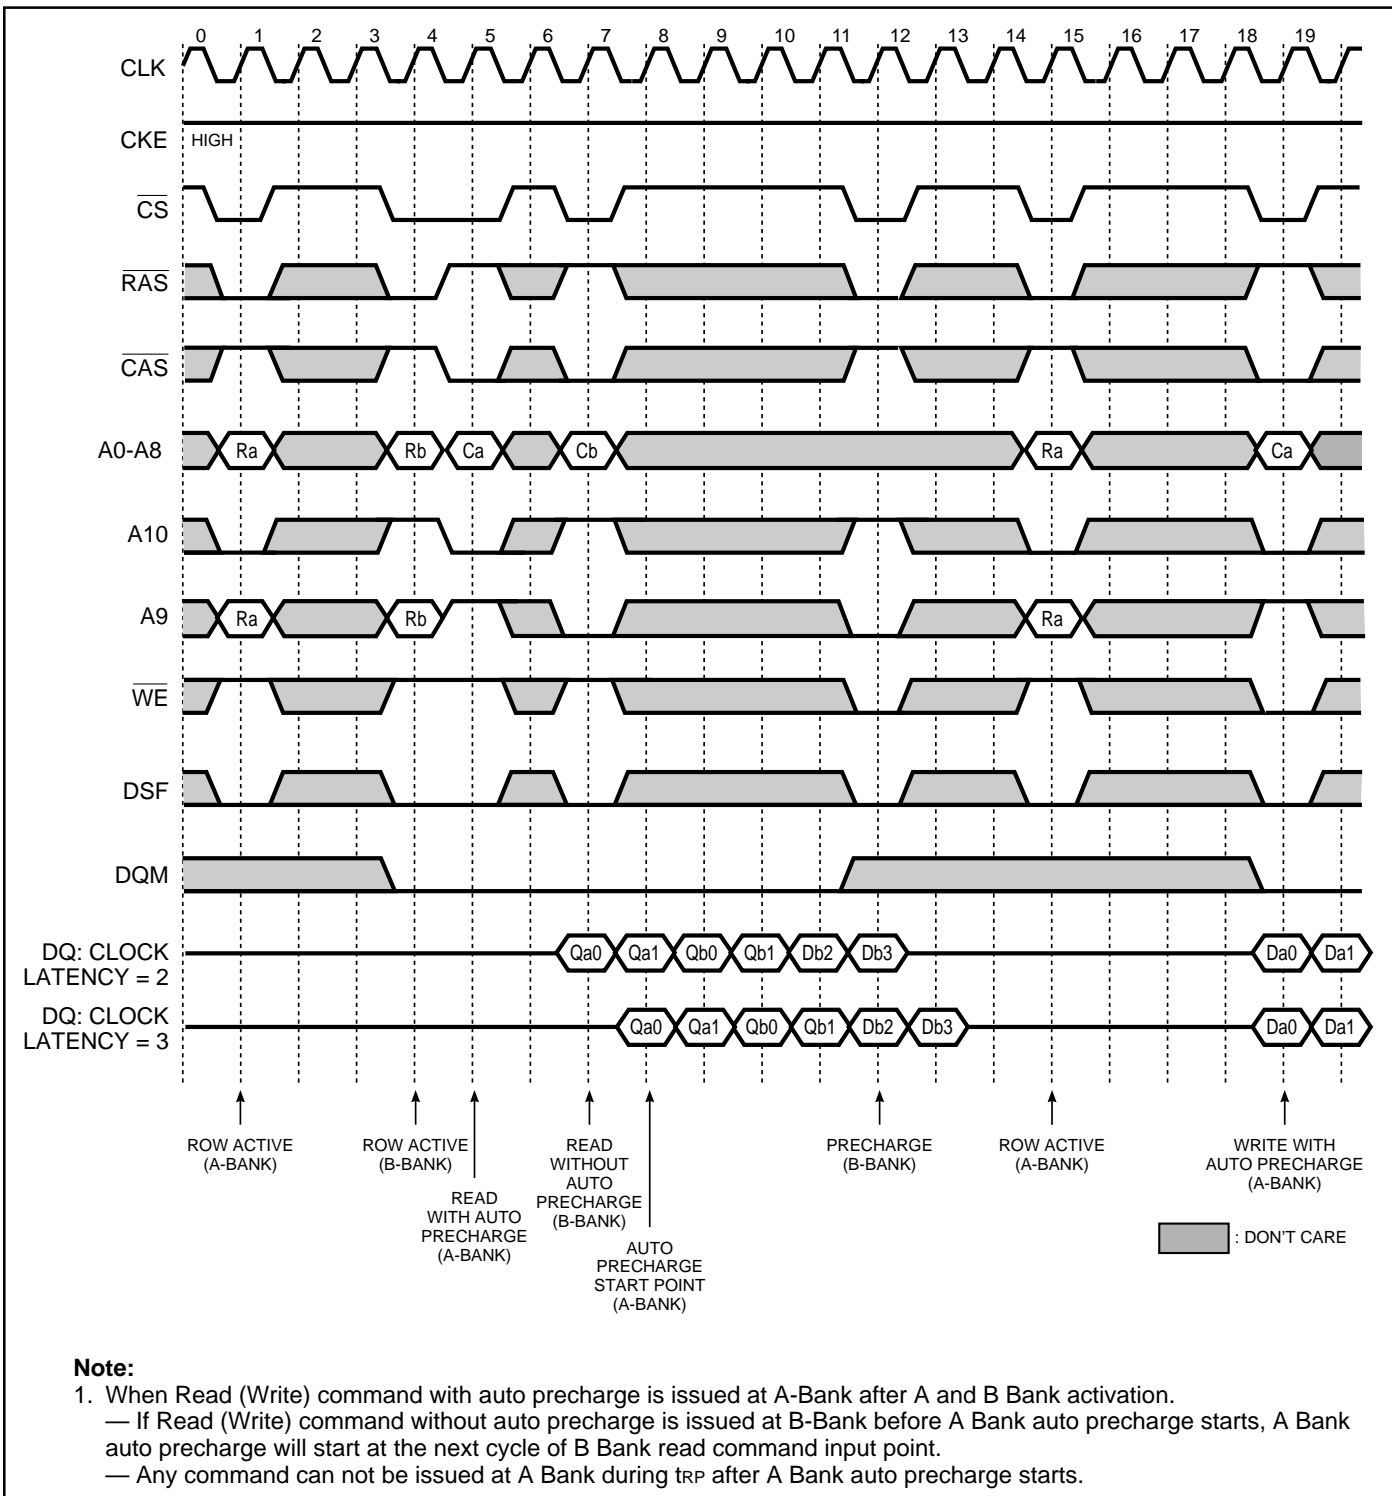 0 1 2 3 4 5 6 7 8 9 10 11 12 13 14 15 16 17 18 19
CLK
CKE HIGH
CS
RAS
CAS
A0-A8 Ra Rb Ca Cb Ra Ca
A10
A9 Ra Rb Ra
WE
DSF
DQM
DQ: CLOCK
LATENCY = 2
Qa0 Qa1 Qb0 Qb1 Db2 Db3 Da0 Da1
DQ: CLOCK
LATENCY = 3
Qa0 Qa1 Qb0 Qb1 Db2 Db3 Da0 Da1
ROW ACTIVE
(A-BANK)
ROW ACTIVE
(B-BANK)
READ
WITH AUTO
PRECHARGE
(A-BANK)
READ
WITHOUT
AUTO
PRECHARGE
(B-BANK)
AUTO
PRECHARGE
START POINT
(A-BANK)
PRECHARGE
(B-BANK)
ROW ACTIVE
(A-BANK)
WRITE WITH
AUTO PRECHARGE
(A-BANK)
: DON'T CARE
Note:
1. When Read (Write) command with auto precharge is issued at A-Bank after A and B Bank activation.
— If Read (Write) command without auto precharge is issued at B-Bank before A Bank auto precharge starts, A Bank
auto precharge will start at the next cycle of B Bank read command input point.
— Any command can not be issued at A Bank during tRP after A Bank auto precharge starts.